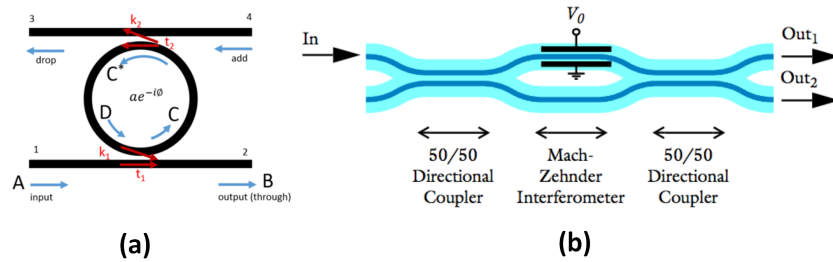 3
k₂
4
t₂
drop
add
C*
ae⁻ⁱᶲ
D
C
1
k₁
2
t₁
A
B
input
output (through)
(a)
V₀
In
Out₁
Out₂
50/50
Directional
Coupler
Mach-
Zehnder
Interferometer
50/50
Directional
Coupler
(b)